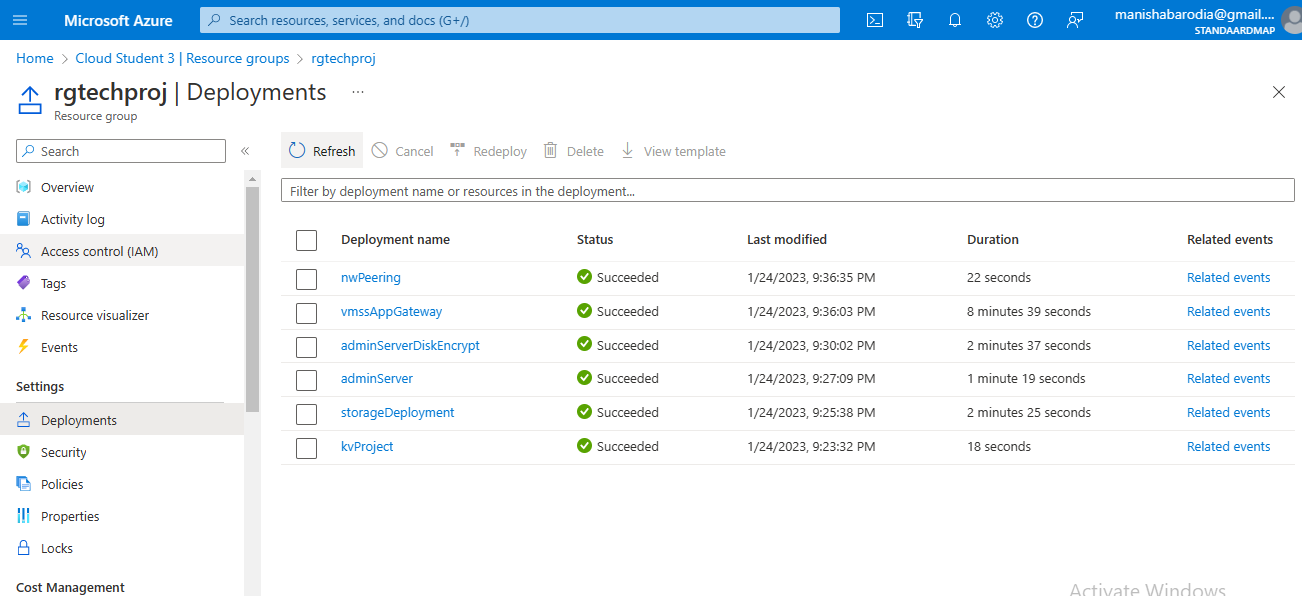 Microsoft Azure
Search resources, services, and docs (G+/)
manishabarodia@gmail....
STANDAARDMAP
Home > Cloud Student 3 | Resource groups > rgtechproj
rgtechproj | Deployments ...
Resource group
Search
«
Refresh Cancel Redeploy Delete View template
Filter by deployment name or resources in the deployment...
Overview
Activity log
Access control (IAM)
Tags
Resource visualizer
Events
Settings
Deployments
Security
Policies
Properties
Locks
Cost Management
Deployment name Status Last modified Duration Related events
nwPeering Succeeded 1/24/2023, 9:36:35 PM 22 seconds Related events
vmssAppGateway Succeeded 1/24/2023, 9:36:03 PM 8 minutes 39 seconds Related events
adminServerDiskEncrypt Succeeded 1/24/2023, 9:30:02 PM 2 minutes 37 seconds Related events
adminServer Succeeded 1/24/2023, 9:27:09 PM 1 minute 19 seconds Related events
storageDeployment Succeeded 1/24/2023, 9:25:38 PM 2 minutes 25 seconds Related events
kvProject Succeeded 1/24/2023, 9:23:32 PM 18 seconds Related events
Activate Windows